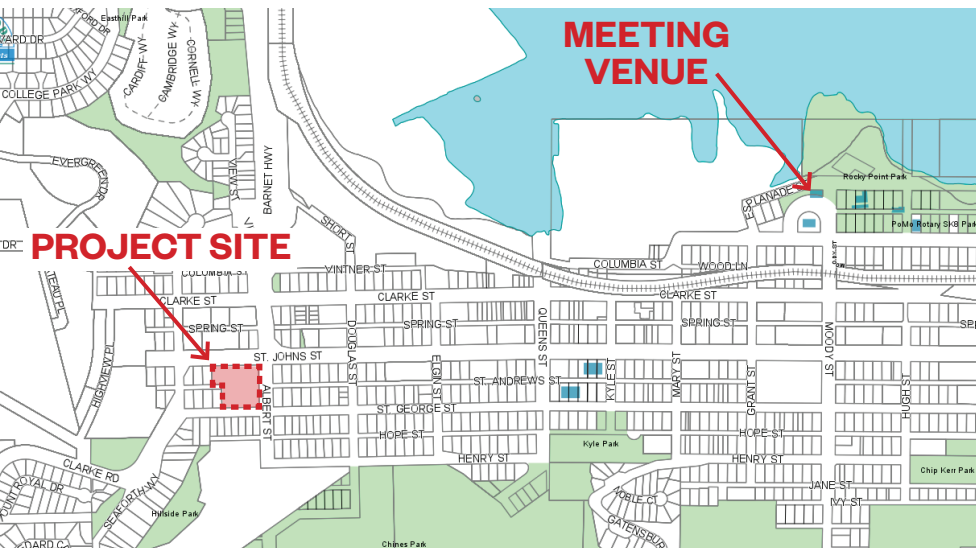 MEETING
VENUE
PROJECT SITE
Easthill Park
COLLEGE PARK WY
CARDIFF WY
CAMBRIDGE WY
CORNELL WY
EVERGREEN DR
VIEW ST
BARNET HWY
SHORT ST
ESPLANADE
Rocky Point Park
PoMo Rotary SK8 Park
VINTNER ST
COLUMBIA ST
WOOD LN
COLUMBIA ST
CLARKE ST
CLARKE ST
CLARKE ST
SPRING ST
SPRING ST
SPRING ST
ST. JOHNS ST
DOUGLAS ST
ELGIN ST
QUEENS ST
KYLE ST
MARY ST
GRANT ST
MOODY ST
HUGH ST
ALBERT ST
HIGHVIEW PL
ST. ANDREWS ST
ST. GEORGE ST
HOPE ST
HOPE ST
HENRY ST
HENRY ST
Kyle Park
Chip Kerr Park
JANE ST
IVY ST
CLARKE RD
SEAFORTH WY
Hillside Park
NOBLE CT
Chines Park